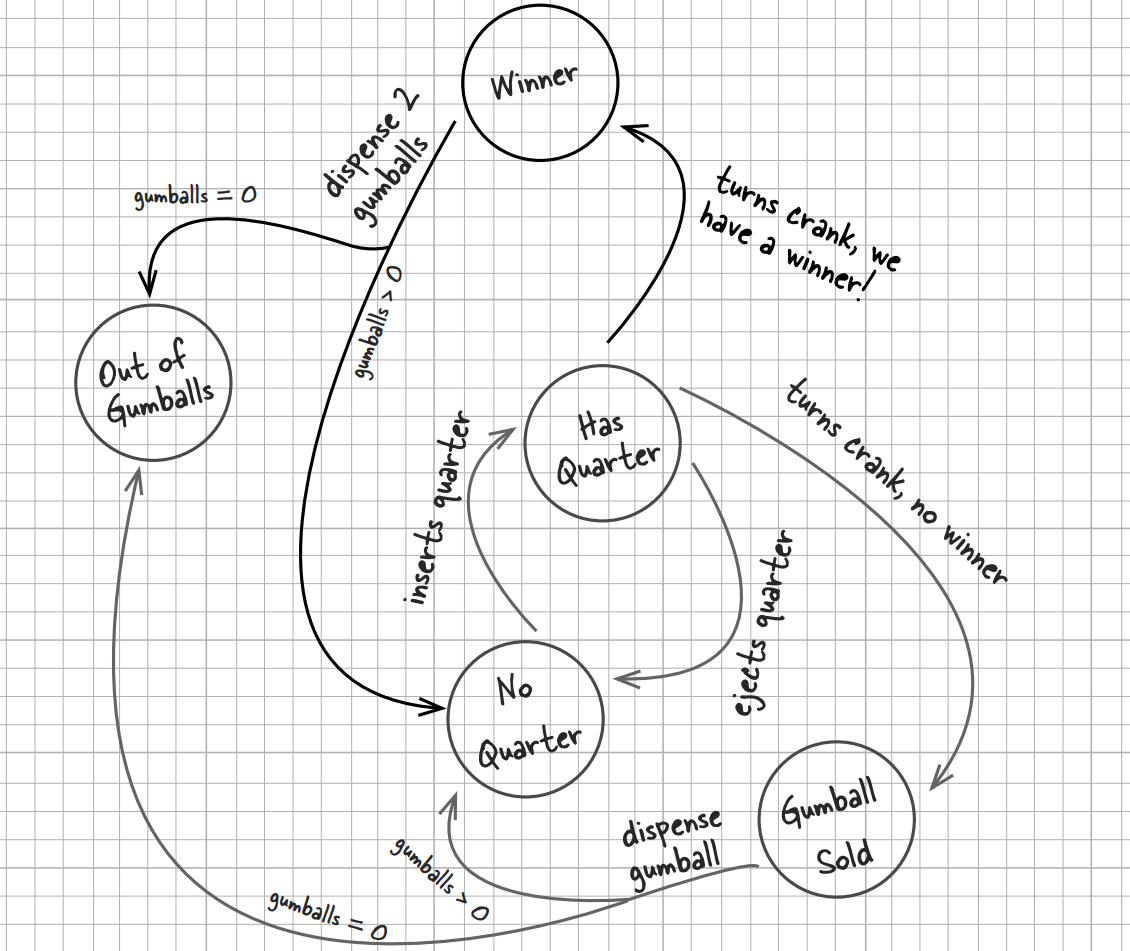 Winner
dispense 2
gumballs
gumballs = 0
turns crank, we
have a winner!
gumballs > 0
Out of
Gumballs
Has
Quarter
turns crank, no winner
inserts quarter
ejects quarter
No
Quarter
Gumball
Sold
dispense
gumball
gumballs > 0
gumballs = 0